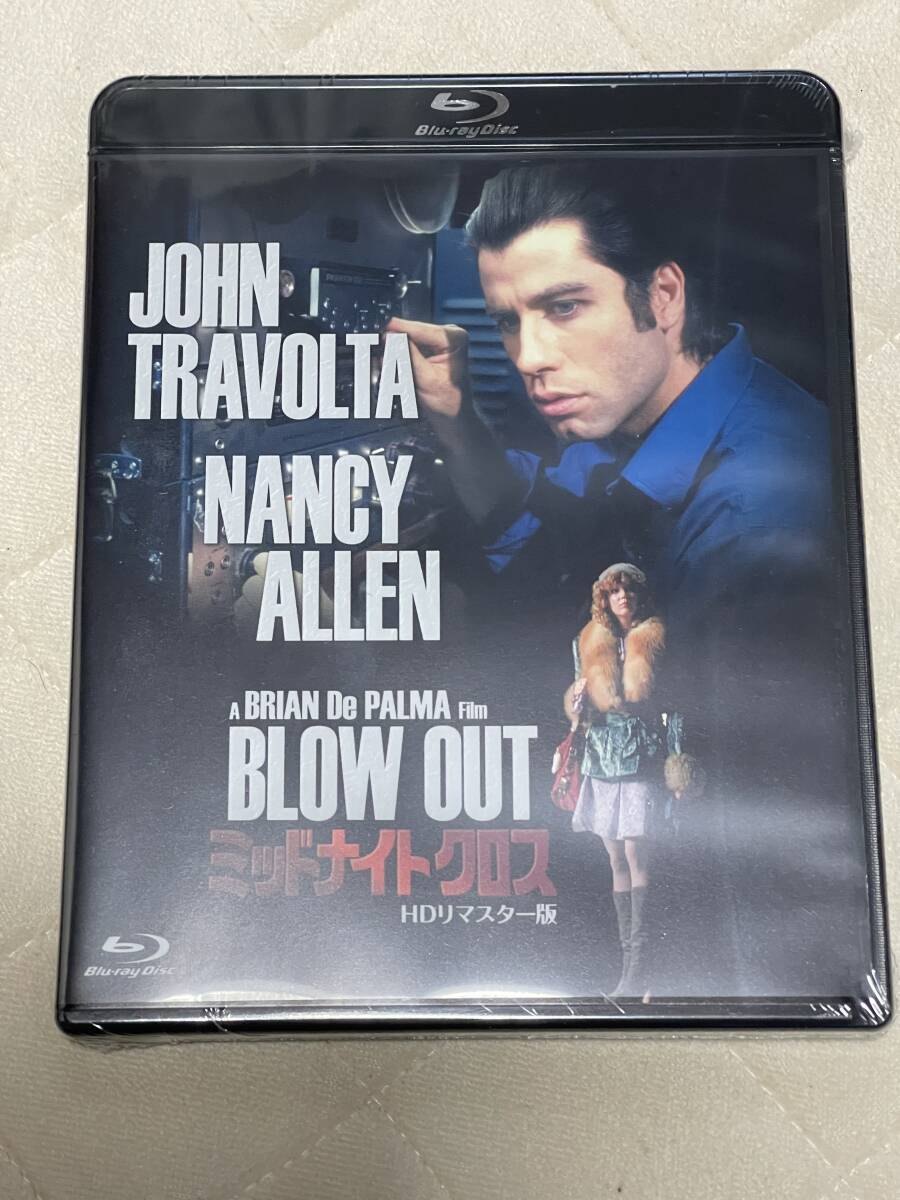 Blu-ray Disc
JOHN
TRAVOLTA
NANCY
ALLEN
A BRIAN De PALMA Film
BLOW OUT
ミッドナイトクロス
HDリマスター版
Blu-ray Disc